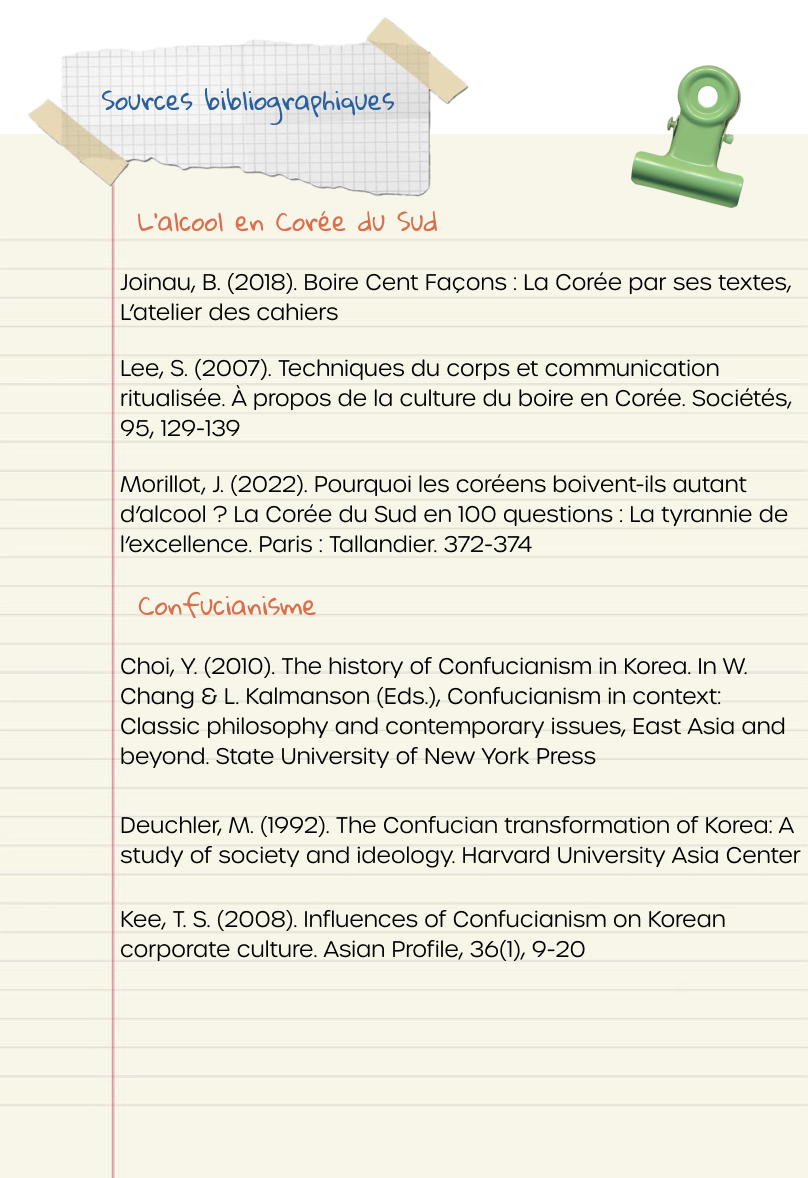 Sources bibliographiques
L'alcool en Corée du Sud
Joinau, B. (2018). Boire Cent Façons : La Corée par ses textes,
L'atelier des cahiers
Lee, S. (2007). Techniques du corps et communication
ritualisée. À propos de la culture du boire en Corée. Sociétés,
95, 129-139
Morillot, J. (2022). Pourquoi les coréens boivent-ils autant
d'alcool ? La Corée du Sud en 100 questions : La tyrannie de
l'excellence. Paris : Tallandier. 372-374
Confucianisme
Choi, Y. (2010). The history of Confucianism in Korea. In W.
Chang & L. Kalmanson (Eds.), Confucianism in context:
Classic philosophy and contemporary issues, East Asia and
beyond. State University of New York Press
Deuchler, M. (1992). The Confucian transformation of Korea: A
study of society and ideology. Harvard University Asia Center
Kee, T. S. (2008). Influences of Confucianism on Korean
corporate culture. Asian Profile, 36(1), 9-20